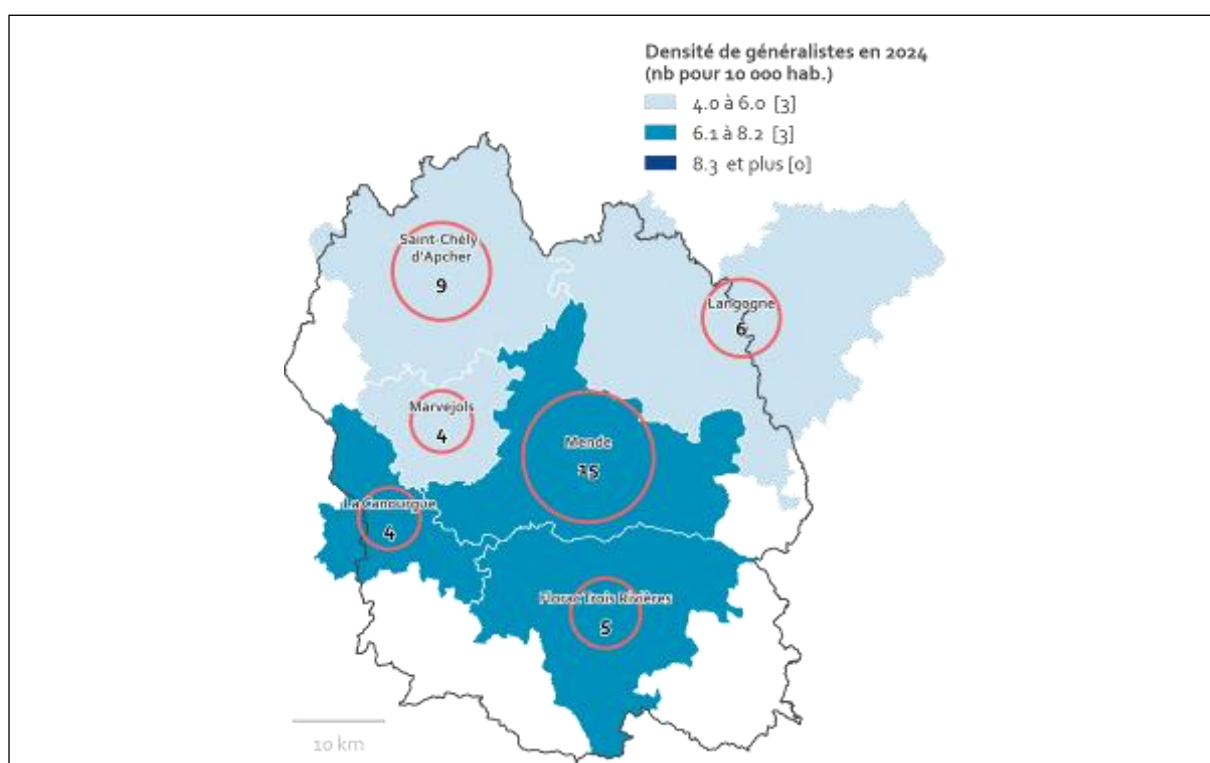 Densité de généralistes en 2024
(nb pour 10 000 hab.)
4.0 à 6.0 [3]
6.1 à 8.2 [3]
8.3 et plus [0]
Saint-Chély
d'Apcher
9
Langogne
6
Marvejols
4
Mende
15
La Canourgue
4
Florac Trois Rivières
5
10 km